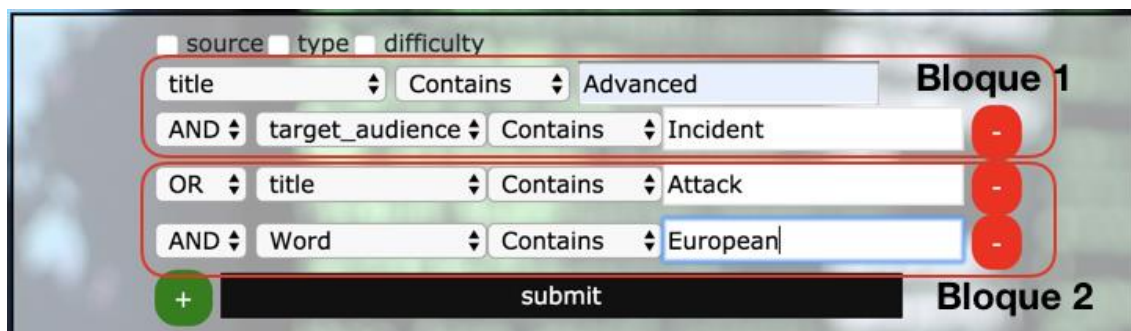 source type difficulty
title Contains Advanced Bloque 1
AND target_audience Contains Incident -
OR title Contains Attack -
AND Word Contains European -
+ submit Bloque 2